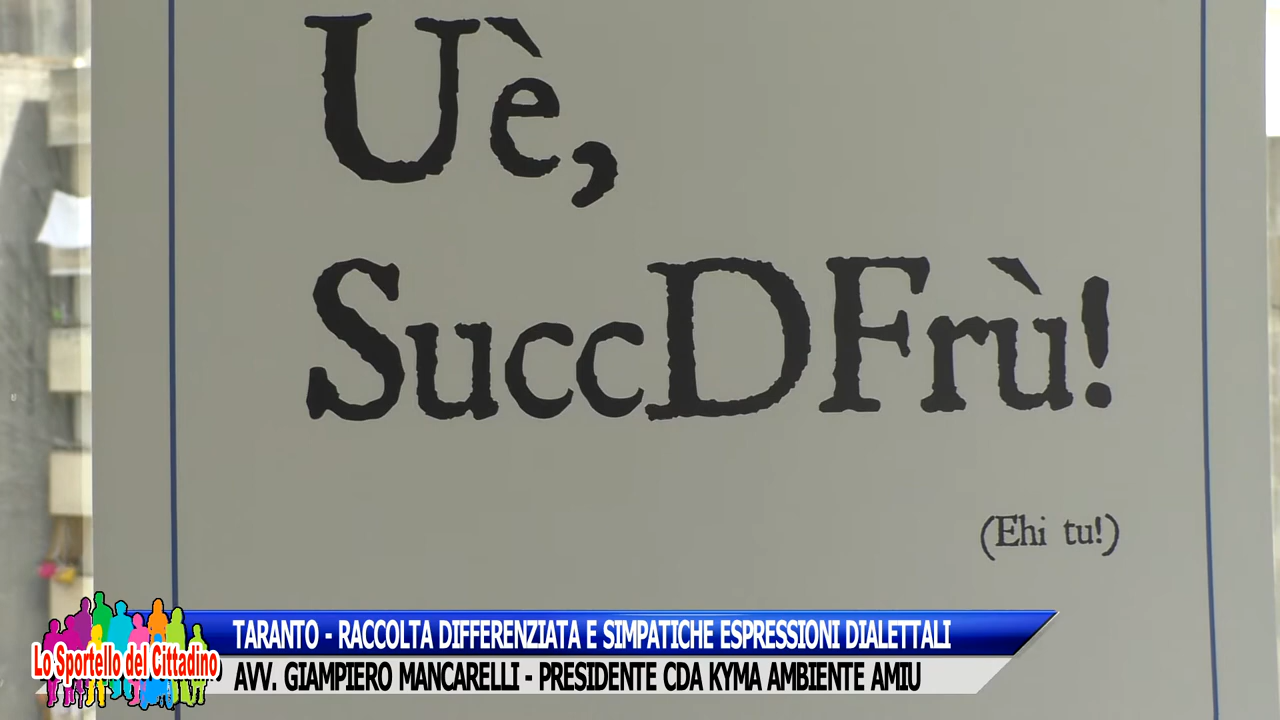 Uè,
SuccDFrù!
(Ehi tu!)
TARANTO - RACCOLTA DIFFERENZIATA E SIMPATICHE ESPRESSIONI DIALETTALI
Lo Sportello del Cittadino
AVV. GIAMPIERO MANCARELLI - PRESIDENTE CDA KYMA AMBIENTE AMIU